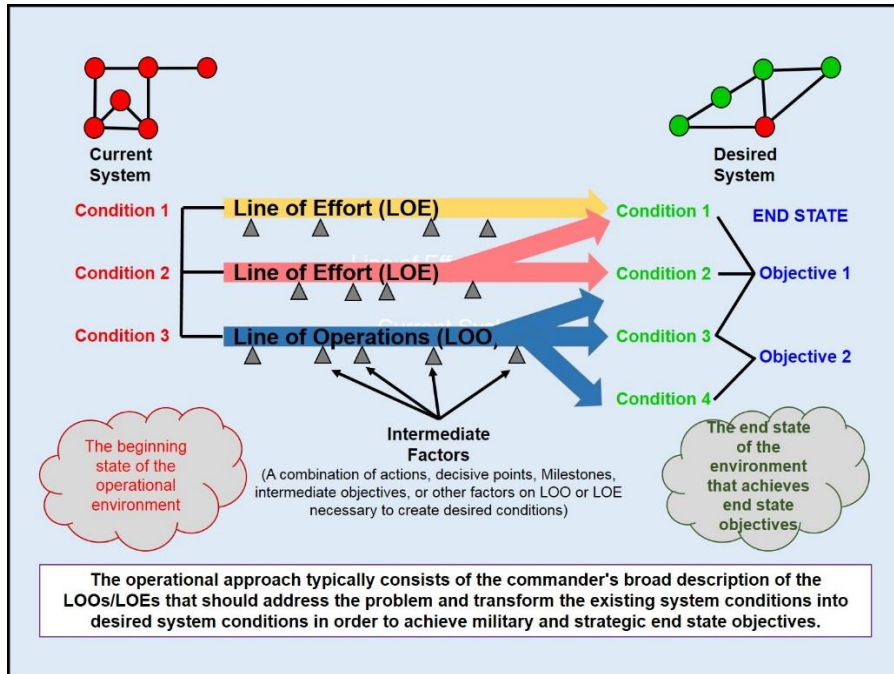 Current
System
Desired
System
Condition 1
Line of Effort (LOE)
Condition 1
END STATE
Condition 2
Line of Effort (LOE)
Condition 2
Objective 1
Condition 3
Line of Operations (LOO)
Condition 3
Objective 2
Condition 4
The beginning
state of the
operational
environment
Intermediate
Factors
(A combination of actions, decisive points, Milestones,
intermediate objectives, or other factors on LOO or LOE
necessary to create desired conditions)
The end state
of the
environment
that achieves
end state
objectives
The operational approach typically consists of the commander's broad description of the
LOOs/LOEs that should address the problem and transform the existing system conditions into
desired system conditions in order to achieve military and strategic end state objectives.